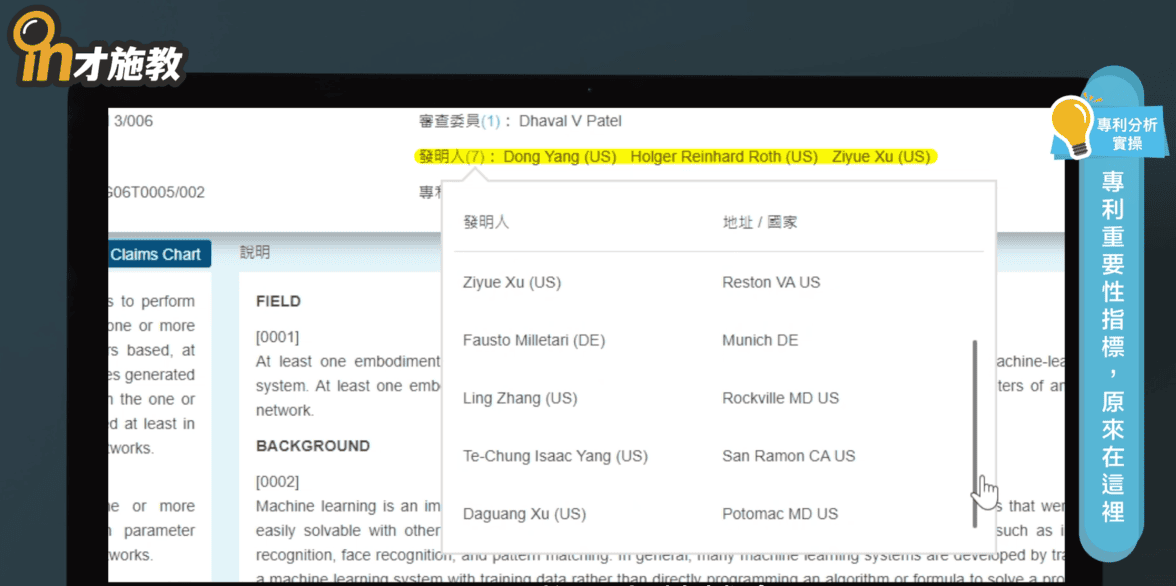 in才施教
3/006
審查委員(1)： Dhaval V Patel
發明人(7)： Dong Yang (US) Holger Reinhard Roth (US) Ziyue Xu (US)
G06T0005/002
專利
發明人 地址 / 國家
Ziyue Xu (US) Reston VA US
Fausto Milletari (DE) Munich DE
Ling Zhang (US) Rockville MD US
Te-Chung Isaac Yang (US) San Ramon CA US
Daguang Xu (US) Potomac MD US
Claims Chart
s to perform
one or more
rs based, at
es generated
n the one or
d at least in
tworks.
e or more
parameter
works.
說明
FIELD
[0001]
At least one embodiment achine-lea
system. At least one emb ters of an
network.
BACKGROUND
[0002]
Machine learning is an im s that wer
easily solvable with other such as i
recognition, face recognition, and pattern matching. In general, many machine learning systems are developed by tra
a machine learning system with training data rather than directly programming an algorithm or formula to solve a pro
專利分析
實操
專利重要性指標，原來在這裡